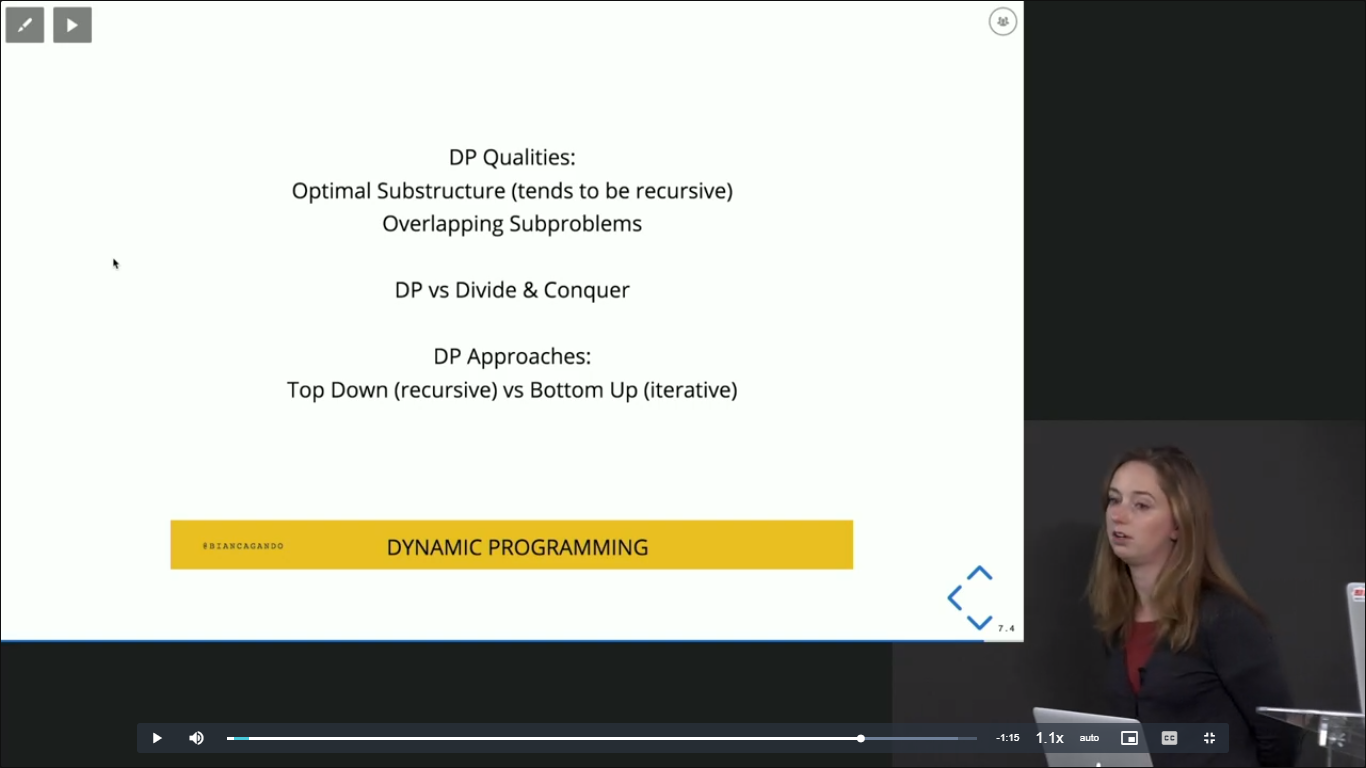 DP Qualities:
Optimal Substructure (tends to be recursive)
Overlapping Subproblems
DP vs Divide & Conquer
DP Approaches:
Top Down (recursive) vs Bottom Up (iterative)
#BIANCAGANDO
DYNAMIC PROGRAMMING
7.4
-1:15
1.1x
auto
CC